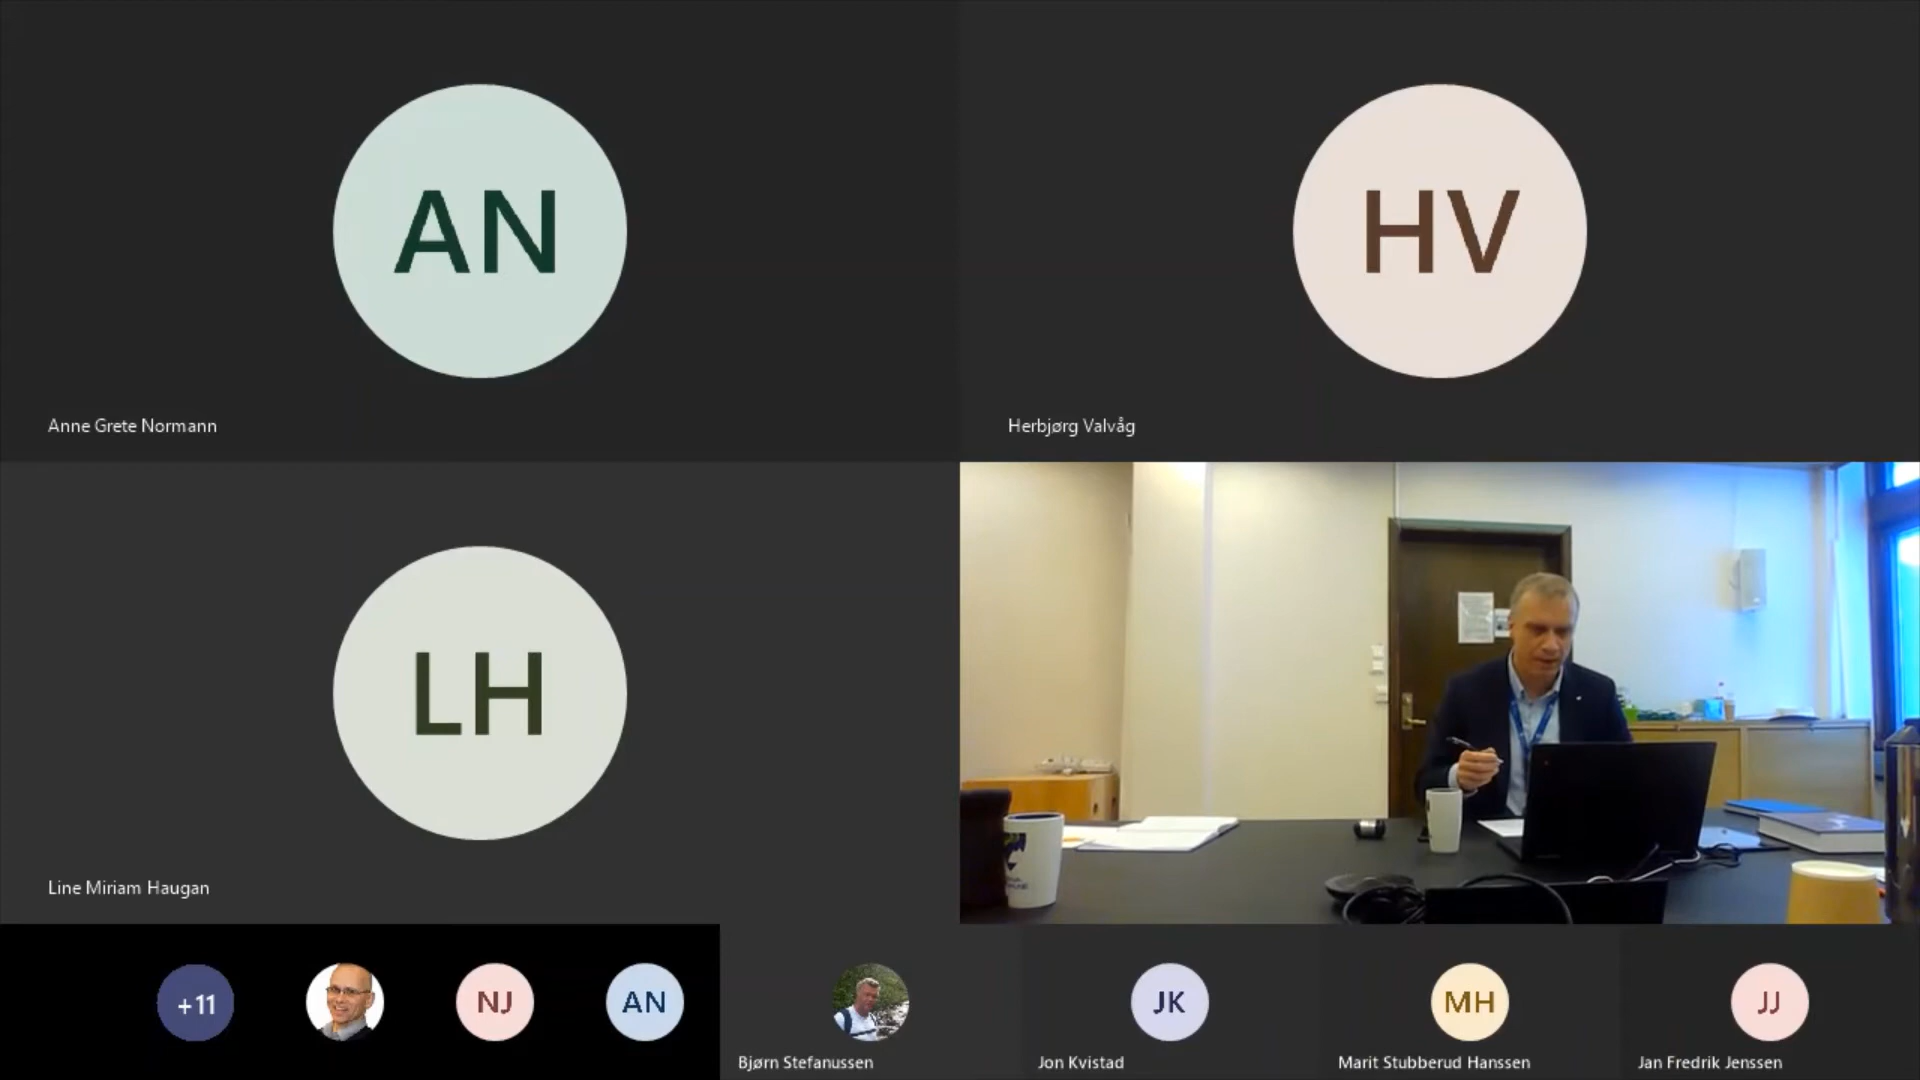 AN
HV
Anne Grete Normann
Herbjørg Valvåg
LH
Line Miriam Haugan
+11
NJ
AN
JK
MH
JJ
Bjørn Stefanussen
Jon Kvistad
Marit Stubberud Hanssen
Jan Fredrik Jenssen